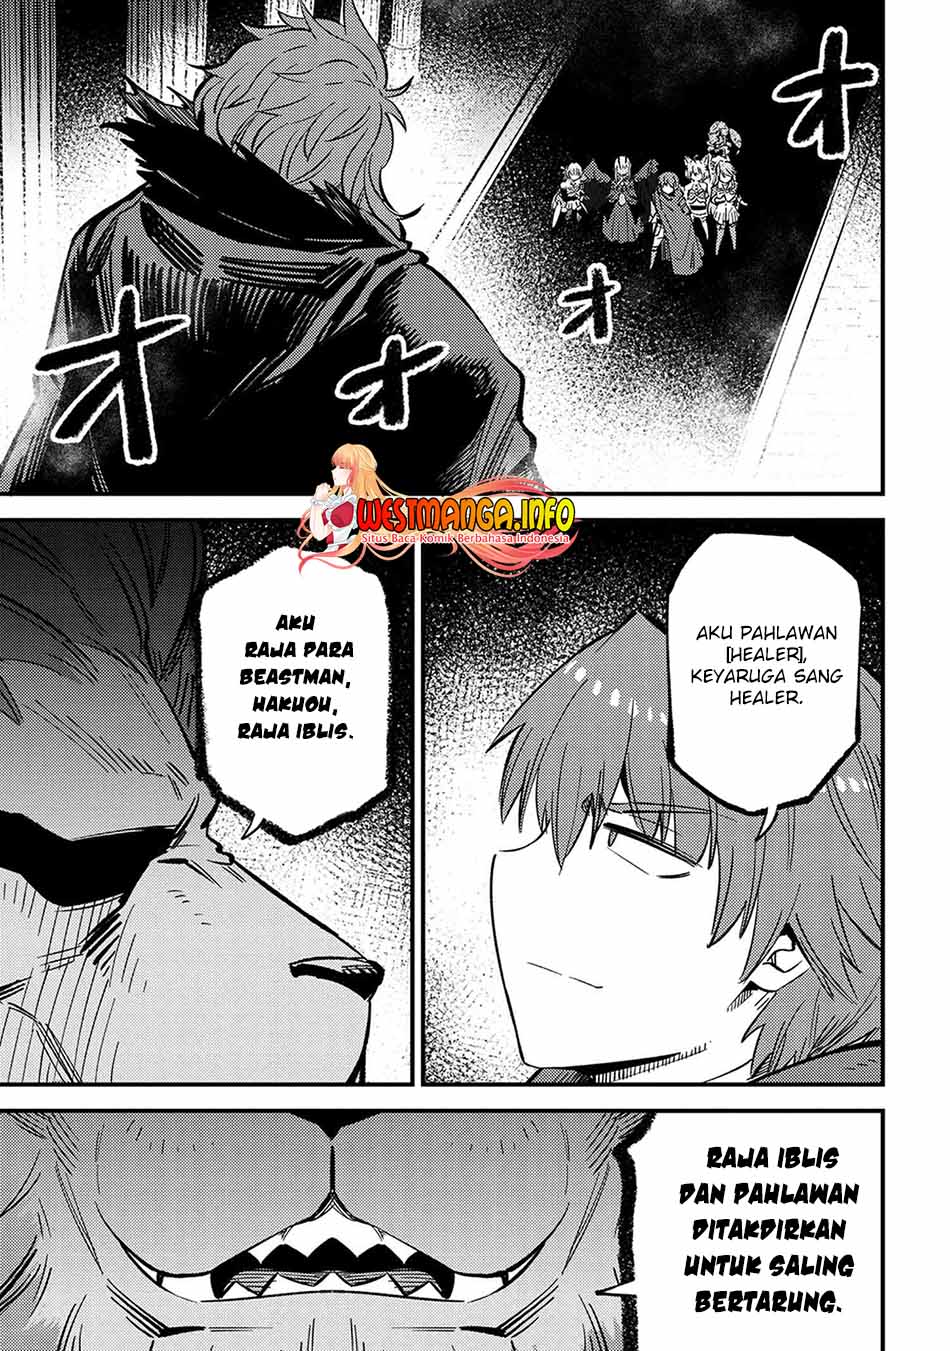 オ
オ
オ
オ
WESTMANGA.INFO
Situs Baca Komik Berbahasa Indonesia
AKU PAHLAWAN
[HEALER],
KEYARUGA SANG
HEALER.
AKU
RAJA PARA
BEASTMAN,
HAKUOU,
RAJA IBLIS.
RAJA IBLIS
DAN PAHLAWAN
DITAKDIRKAN
UNTUK SALING
BERTARUNG.